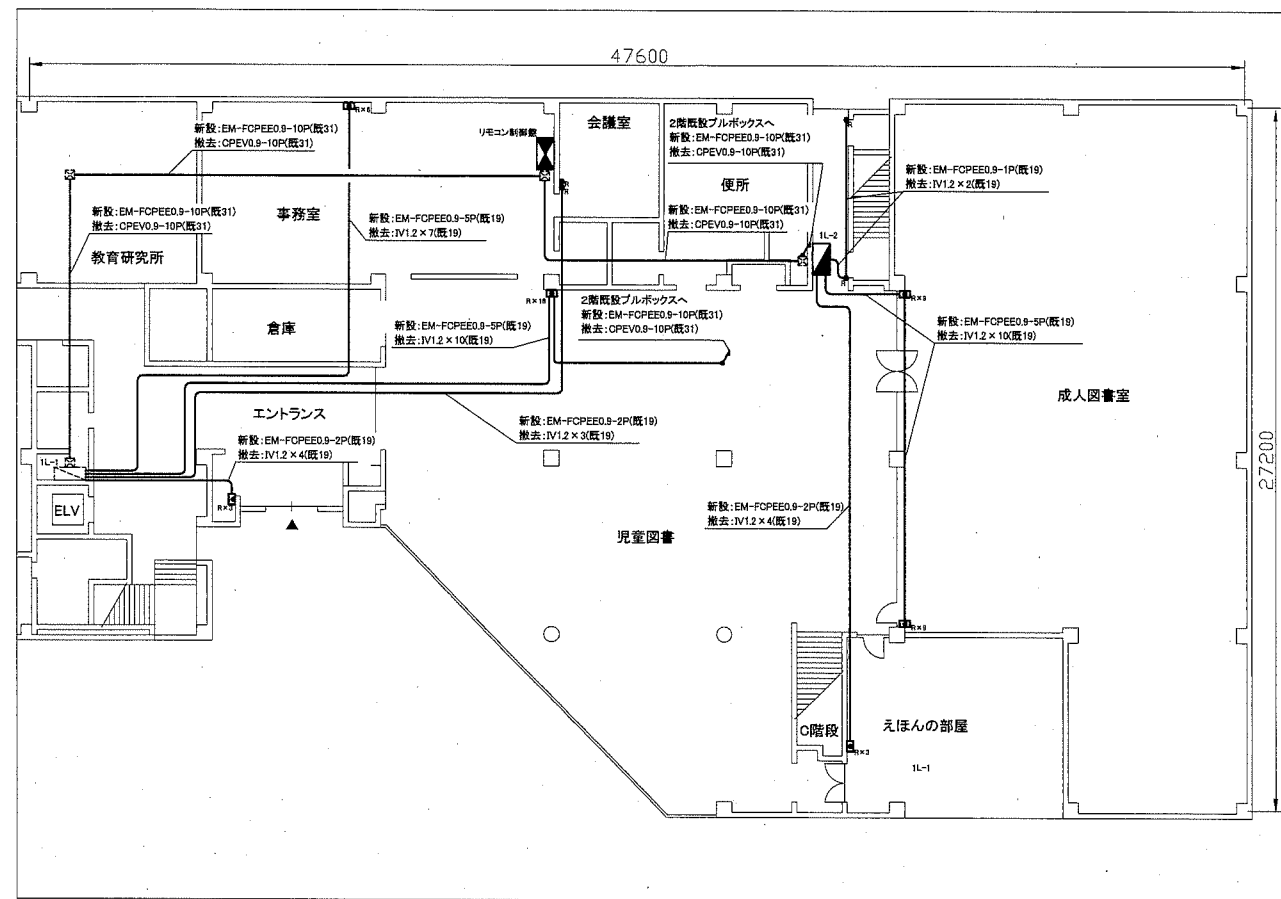 47600
新設:EM-FCPEE0.9-10P(既31)
撤去:CPEV0.9-10P(既31)
R×6
リモコン制御盤
会議室
2階既設プルボックスへ
新設:EM-FCPEE0.9-10P(既31)
撤去:CPEV0.9-10P(既31)
便所
新設:EM-FCPEE0.9-1P(既19)
撤去:IV1.2×2(既19)
新設:EM-FCPEE0.9-10P(既31)
撤去:CPEV0.9-10P(既31)
教育研究所
事務室
新設:EM-FCPEE0.9-5P(既19)
撤去:IV1.2×7(既19)
新設:EM-FCPEE0.9-10P(既31)
撤去:CPEV0.9-10P(既31)
1L-2
R
R×18
2階既設プルボックスへ
新設:EM-FCPEE0.9-10P(既31)
撤去:CPEV0.9-10P(既31)
R×9
倉庫
新設:EM-FCPEE0.9-5P(既19)
撤去:IV1.2×10(既19)
新設:EM-FCPEE0.9-5P(既19)
撤去:IV1.2×10(既19)
成人図書室
エントランス
新設:EM-FCPEE0.9-2P(既19)
撤去:IV1.2×3(既19)
新設:EM-FCPEE0.9-2P(既19)
撤去:IV1.2×4(既19)
1L-1
ELV
R×3
27200
新設:EM-FCPEE0.9-2P(既19)
撤去:IV1.2×4(既19)
児童図書
R×9
C階段
えほんの部屋
R×3
1L-1